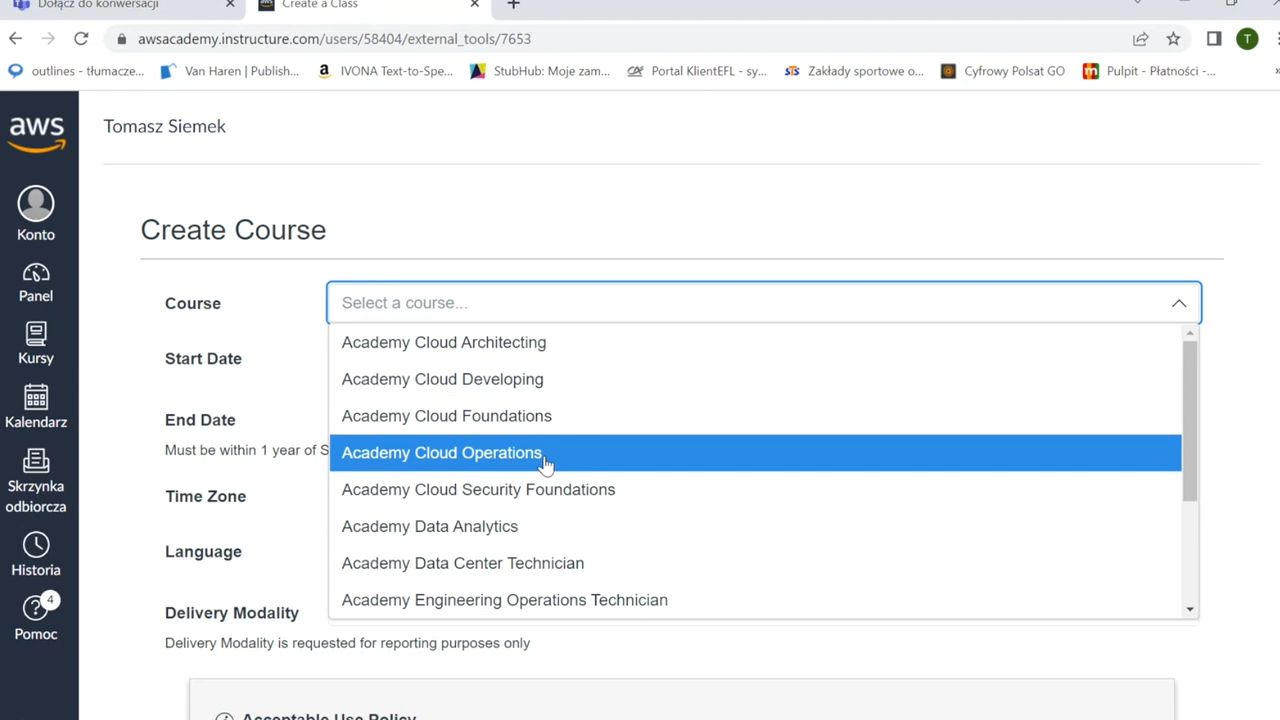 Dołącz do konwersacji
Create a Class
awsacademy.instructure.com/users/58404/external_tools/7653
T
outlines - tłumacze...
Van Haren | Publish...
IVONA Text-to-Spe...
StubHub: Moje zam...
Portal KlientEFL - sy...
Zakłady sportowe o...
Cyfrowy Polsat GO
Pulpit - Płatności -...
aws
Tomasz Siemek
Konto
Panel
Kursy
Kalendarz
Skrzynka
odbiorcza
Historia
4
Pomoc
Create Course
Course
Select a course...
Academy Cloud Architecting
Academy Cloud Developing
Academy Cloud Foundations
Academy Cloud Operations
Academy Cloud Security Foundations
Academy Data Analytics
Academy Data Center Technician
Academy Engineering Operations Technician
Start Date
End Date
Must be within 1 year of S
Time Zone
Language
Delivery Modality
Delivery Modality is requested for reporting purposes only
Acceptable Use Policy